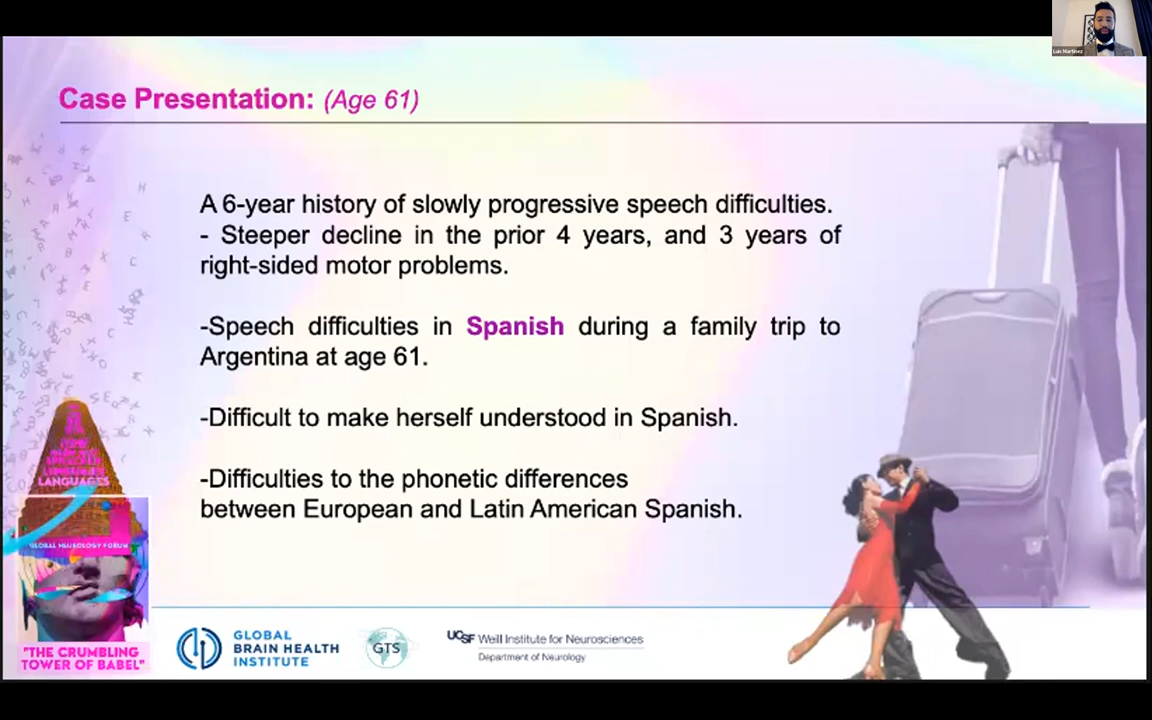 Luis Martinez
Case Presentation: (Age 61)
A 6-year history of slowly progressive speech difficulties.
- Steeper decline in the prior 4 years, and 3 years of
right-sided motor problems.
-Speech difficulties in Spanish during a family trip to
Argentina at age 61.
-Difficult to make herself understood in Spanish.
-Difficulties to the phonetic differences
between European and Latin American Spanish.
LANGUAGES
GLOBAL NEUROLOGY FORUM
"THE CRUMBLING
TOWER OF BABEL"
GLOBAL
BRAIN HEALTH
INSTITUTE
GTS
UCSF Weill Institute for Neurosciences
Department of Neurology